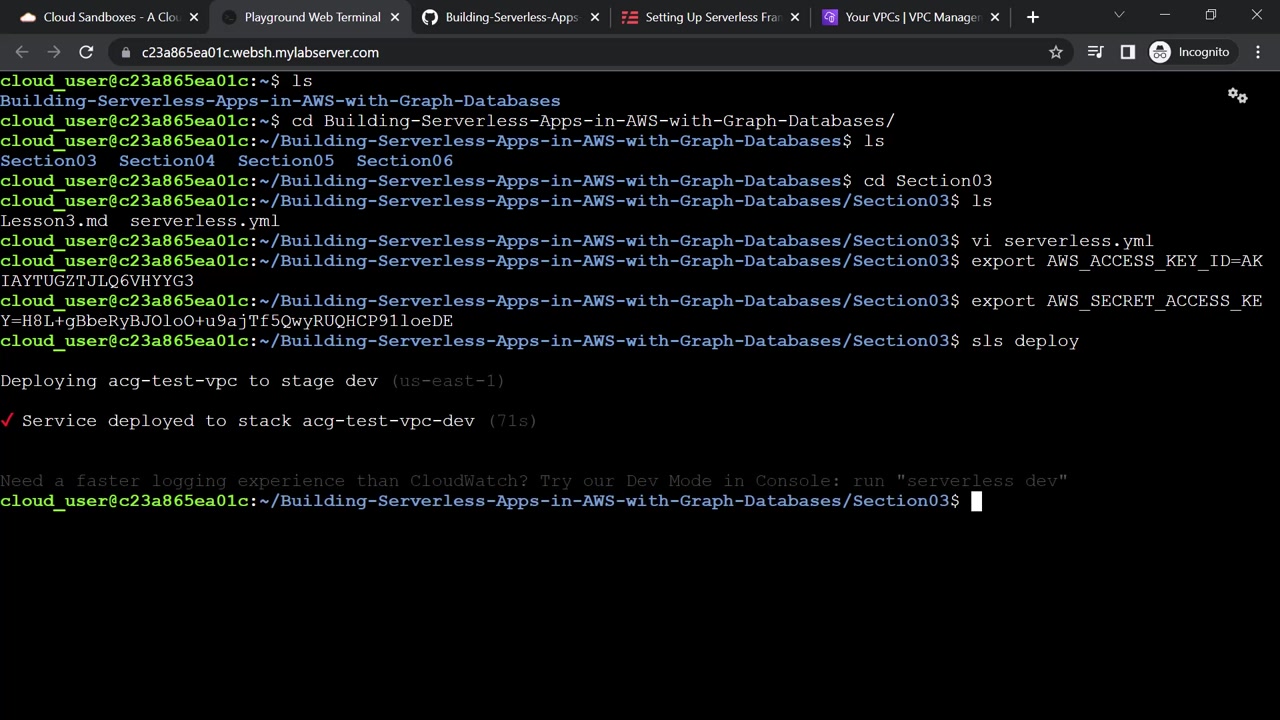 Cloud Sandboxes - A Clou
Playground Web Terminal
Building-Serverless-Apps-
Setting Up Serverless Fran
Your VPCs | VPC Manager
c23a865ea01c.websh.mylabserver.com
Incognito
cloud_user@c23a865ea01c:~$ ls
Building-Serverless-Apps-in-AWS-with-Graph-Databases
cloud_user@c23a865ea01c:~$ cd Building-Serverless-Apps-in-AWS-with-Graph-Databases/
cloud_user@c23a865ea01c:~/Building-Serverless-Apps-in-AWS-with-Graph-Databases$ ls
Section03  Section04  Section05  Section06
cloud_user@c23a865ea01c:~/Building-Serverless-Apps-in-AWS-with-Graph-Databases$ cd Section03
cloud_user@c23a865ea01c:~/Building-Serverless-Apps-in-AWS-with-Graph-Databases/Section03$ ls
Lesson3.md  serverless.yml
cloud_user@c23a865ea01c:~/Building-Serverless-Apps-in-AWS-with-Graph-Databases/Section03$ vi serverless.yml
cloud_user@c23a865ea01c:~/Building-Serverless-Apps-in-AWS-with-Graph-Databases/Section03$ export AWS_ACCESS_KEY_ID=AK
IAYTUGZTJLQ6VHYYG3
cloud_user@c23a865ea01c:~/Building-Serverless-Apps-in-AWS-with-Graph-Databases/Section03$ export AWS_SECRET_ACCESS_KE
Y=H8L+gBbeRyBJOloO+u9ajTf5QwyRUQHCP91loeDE
cloud_user@c23a865ea01c:~/Building-Serverless-Apps-in-AWS-with-Graph-Databases/Section03$ sls deploy
Deploying acg-test-vpc to stage dev (us-east-1)
✓ Service deployed to stack acg-test-vpc-dev (71s)
Need a faster logging experience than CloudWatch? Try our Dev Mode in Console: run "serverless dev"
cloud_user@c23a865ea01c:~/Building-Serverless-Apps-in-AWS-with-Graph-Databases/Section03$